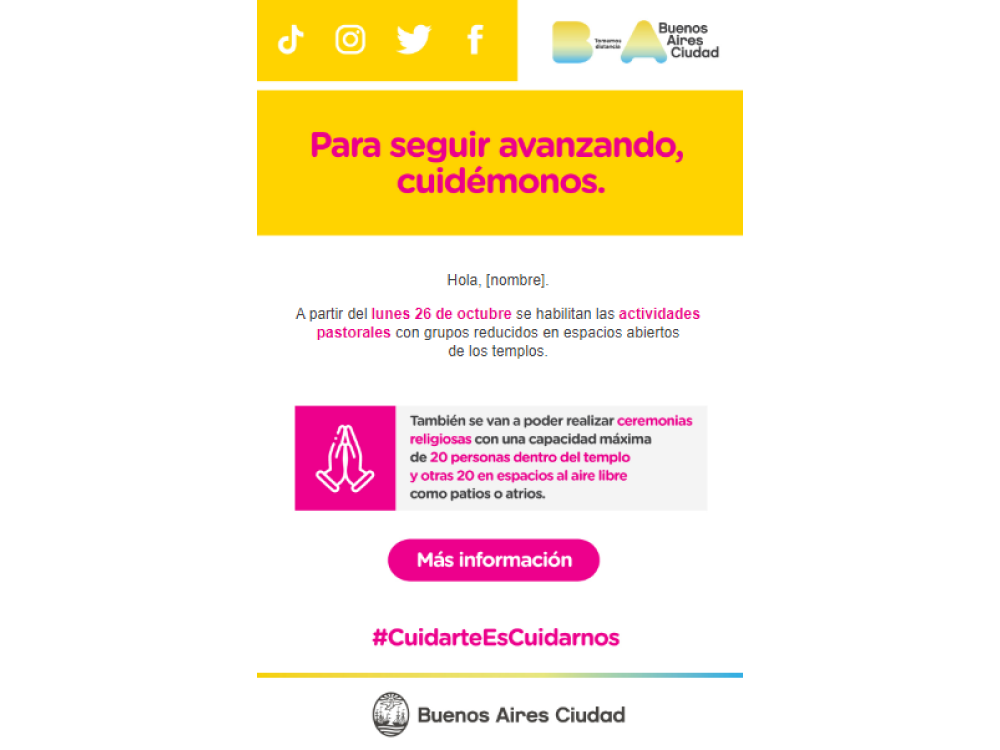 BA
Tomamos
distancia
Buenos
Aires
Ciudad
Para seguir avanzando,
cuidémonos.
Hola, [nombre].
A partir del lunes 26 de octubre se habilitan las actividades
pastorales con grupos reducidos en espacios abiertos
de los templos.
También se van a poder realizar ceremonias
religiosas con una capacidad máxima
de 20 personas dentro del templo
y otras 20 en espacios al aire libre
como patios o atrios.
Más información
#CuidarteEsCuidarnos
Buenos Aires Ciudad